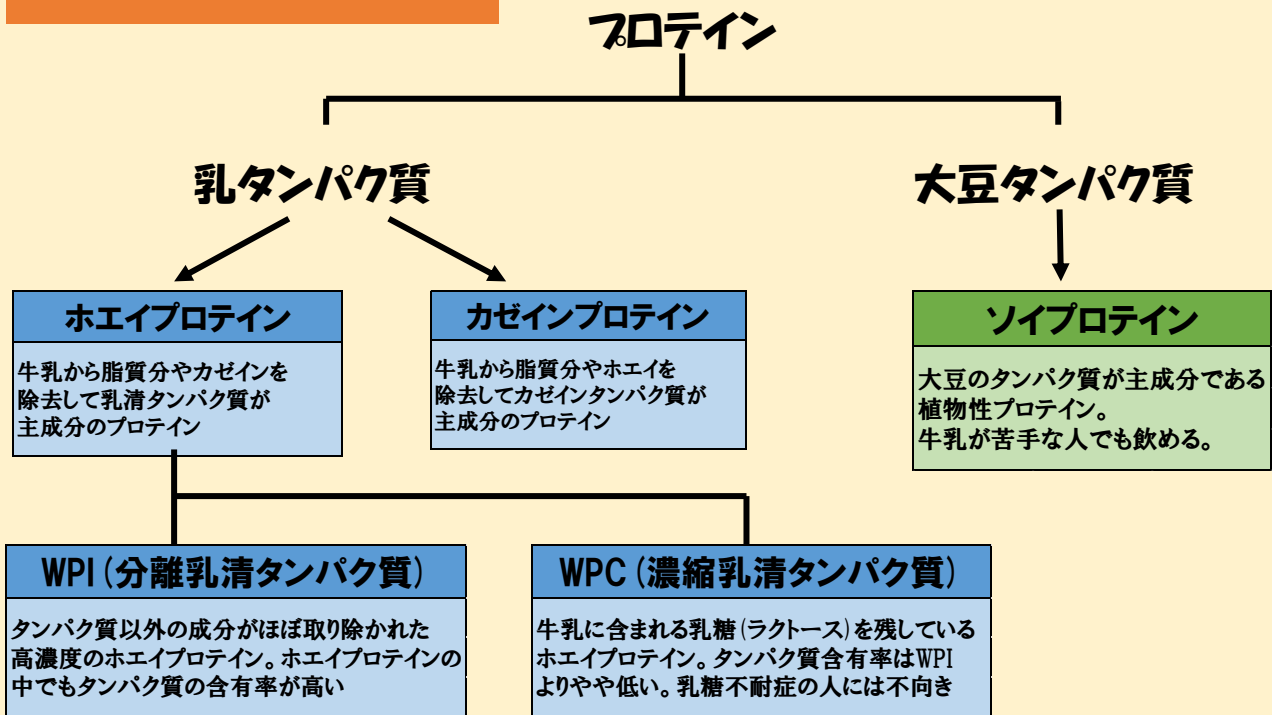 プロテイン
乳タンパク質
大豆タンパク質
ホエイプロテイン
牛乳から脂質分やカゼインを
除去して乳清タンパク質が
主成分のプロテイン
カゼインプロテイン
牛乳から脂質分やホエイを
除去してカゼインタンパク質が
主成分のプロテイン
ソイプロテイン
大豆のタンパク質が主成分である
植物性プロテイン。
牛乳が苦手な人でも飲める。
WPI(分離乳清タンパク質)
タンパク質以外の成分がほぼ取り除かれた
高濃度のホエイプロテイン。ホエイプロテインの
中でもタンパク質の含有率が高い
WPC(濃縮乳清タンパク質)
牛乳に含まれる乳糖(ラクトース)を残している
ホエイプロテイン。タンパク質含有率はWPI
よりやや低い。乳糖不耐症の人には不向き